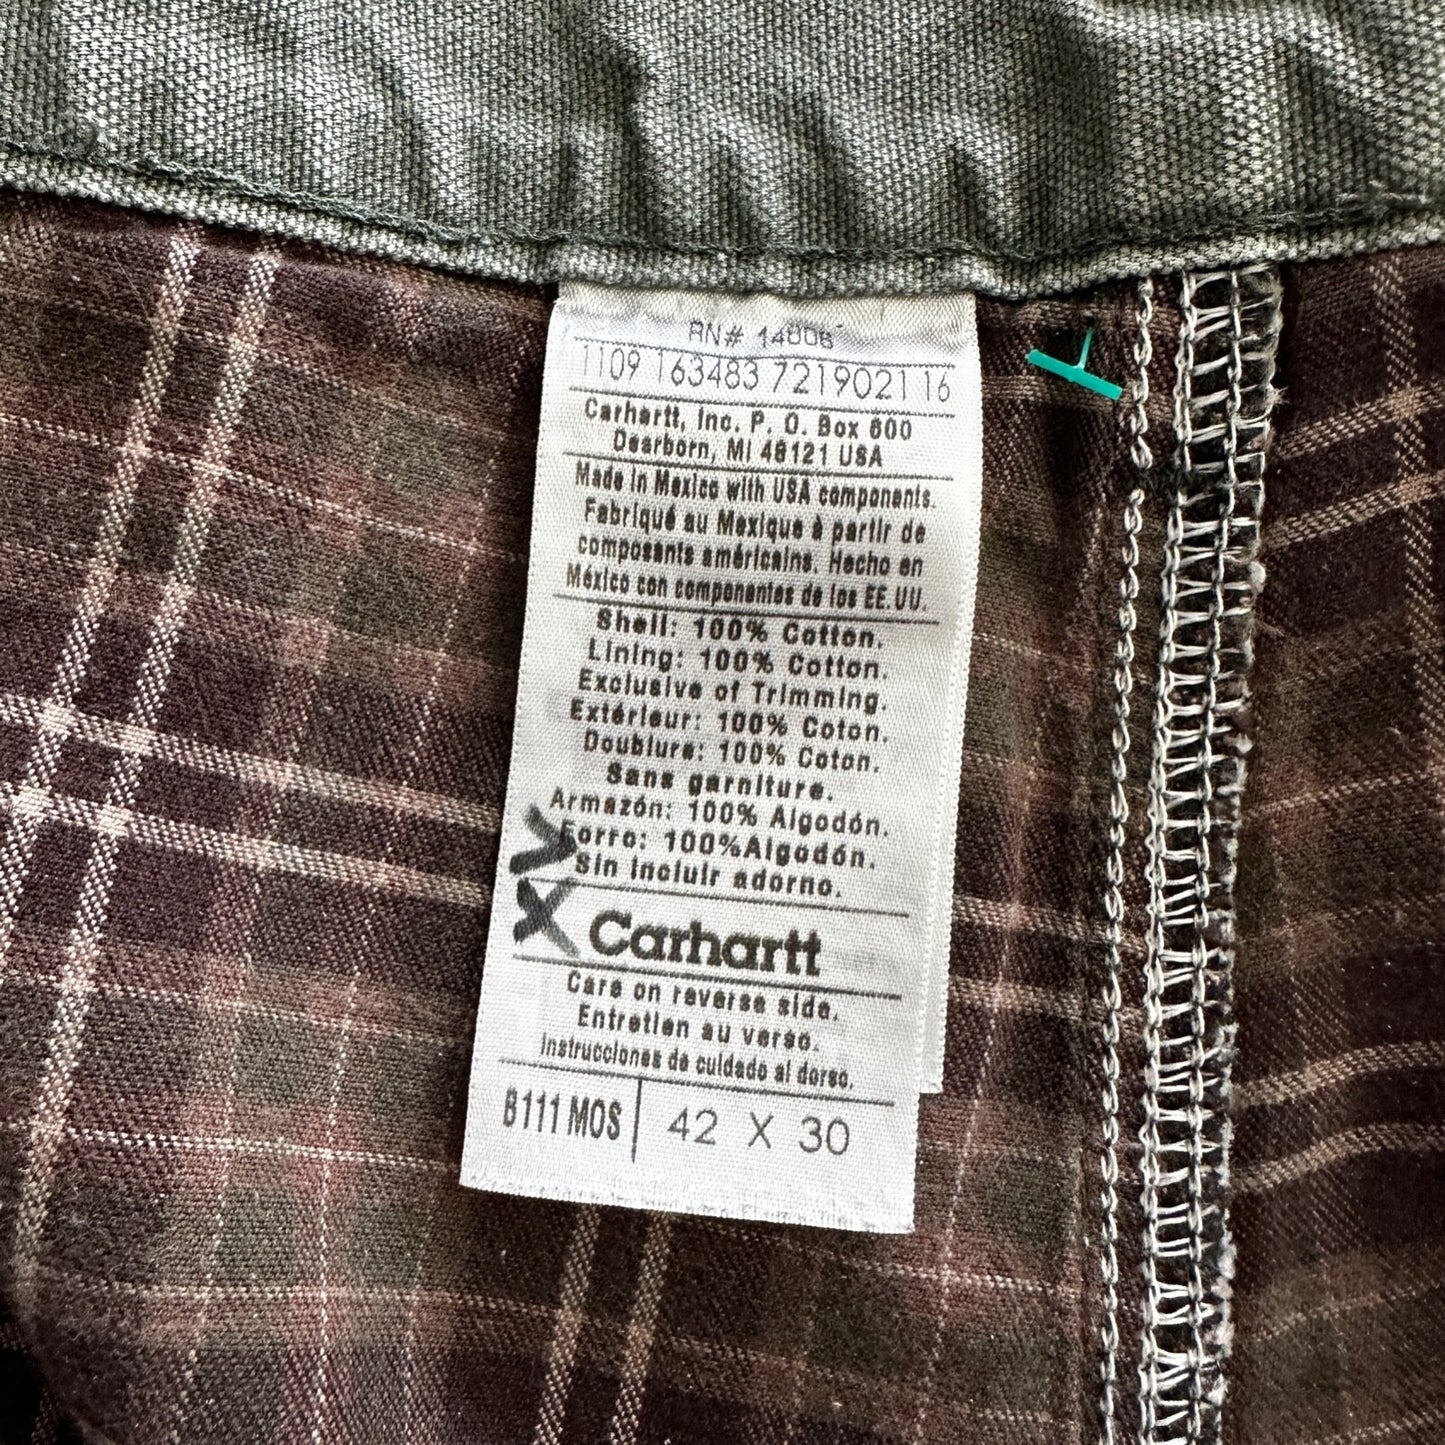 RN# 14806
1109 163483 7219021 16
Carhartt, Inc. P. O. Box 600
Dearborn, MI 48121 USA
Made in Mexico with USA components.
Fabriqué au Mexique à partir de
composants américains. Hecho en
México con componentes de los EE.UU.
Shell: 100% Cotton.
Lining: 100% Cotton.
Exclusive of Trimming.
Extérieur: 100% Coton.
Doublure: 100% Coton.
Sans garniture.
Armazón: 100% Algodón.
Forro: 100%Algodón.
Sin incluir adorno.
Carhartt
Care on reverse side.
Entretien au verso.
Instrucciones de cuidado al dorso.
B111 MOS 42 X 30